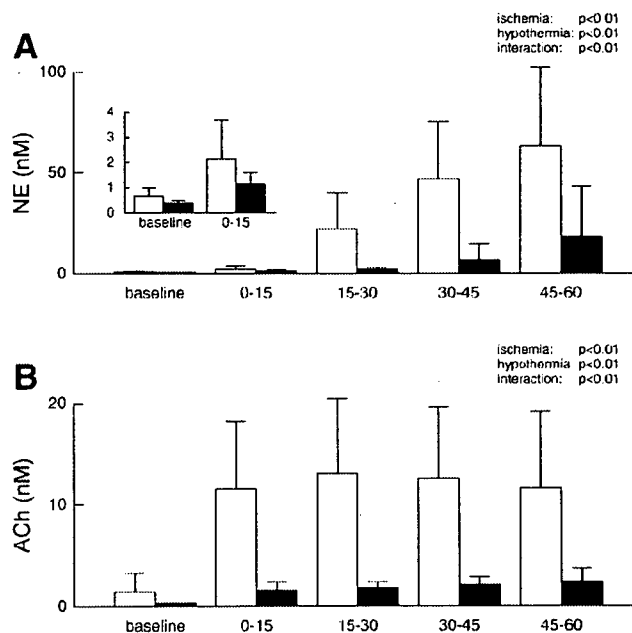 ischemia: p<0.01
hypothermia: p<0.01
interaction: p<0.01
A
100
50
0
NE (nM)
4
3
2
1
0
baseline 0-15
baseline 0-15 15-30 30-45 45-60
ischemia: p<0.01
hypothermia p<0.01
interaction: p<0.01
B
20
10
0
ACh (nM)
baseline 0-15 15-30 30-45 45-60